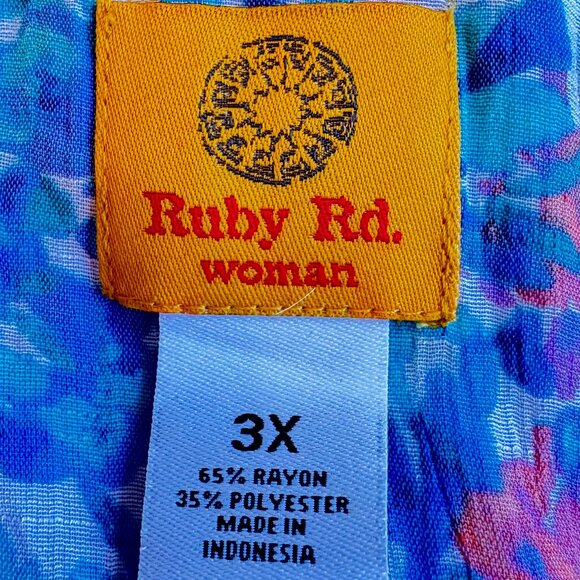 Ruby Rd.
woman
3X
65% RAYON
35% POLYESTER
MADE IN
INDONESIA